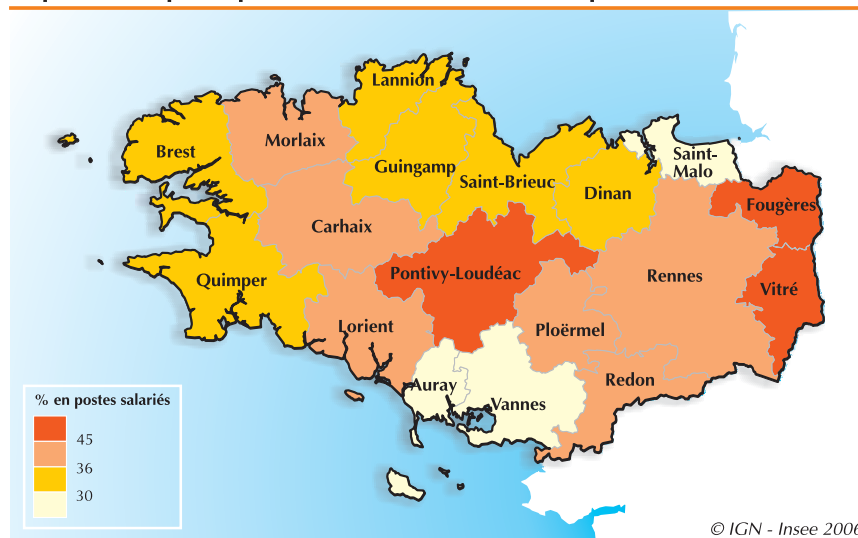 Lannion
Morlaix
Brest
Saint-
Malo
Guingamp
Saint-Brieuc
Dinan
Fougères
Carhaix
Pontivy-Loudéac
Rennes
Quimper
Vitré
Lorient
Ploërmel
Redon
Auray
Vannes
% en postes salariés
45
36
30
© IGN - Insee 2006